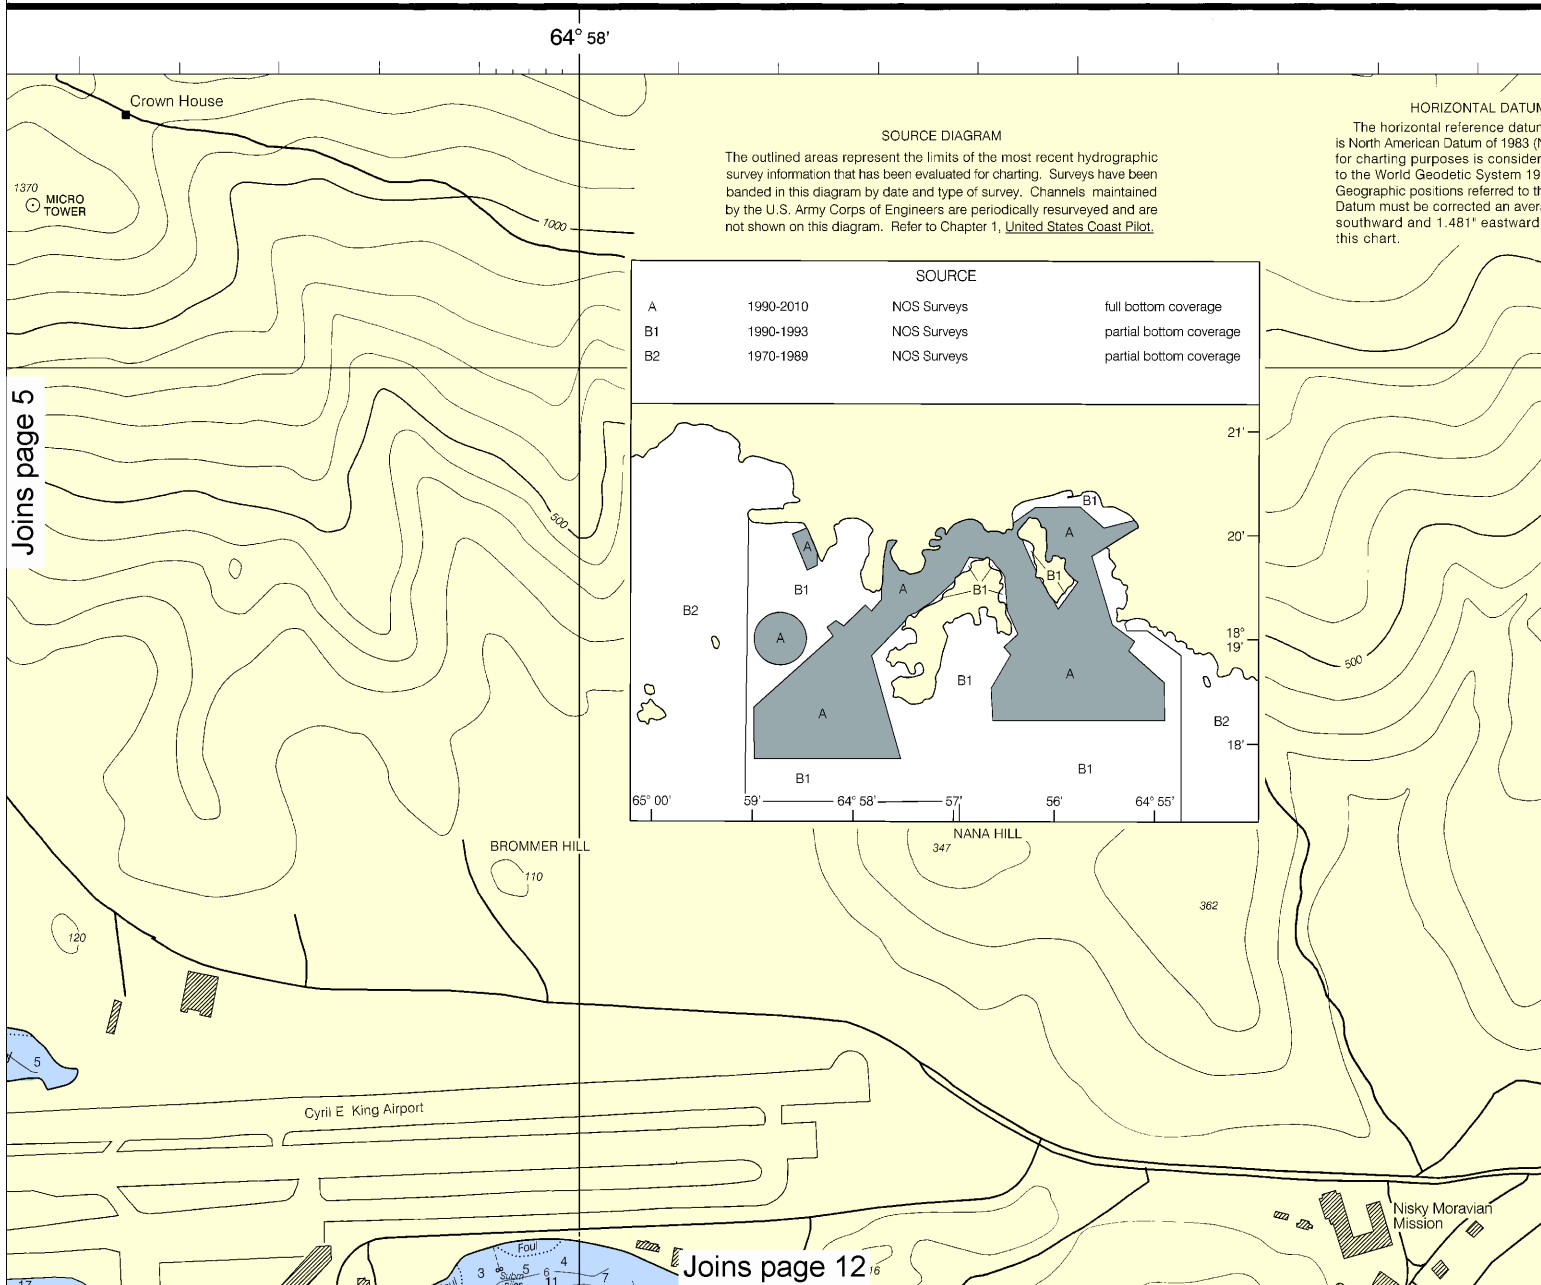 64° 58'
Crown House
1370
MICRO
TOWER
1000
SOURCE DIAGRAM
The outlined areas represent the limits of the most recent hydrographic
survey information that has been evaluated for charting. Surveys have been
banded in this diagram by date and type of survey. Channels maintained
by the U.S. Army Corps of Engineers are periodically resurveyed and are
not shown on this diagram. Refer to Chapter 1, United States Coast Pilot.
HORIZONTAL DATUM
The horizontal reference datum
is North American Datum of 1983 (N
for charting purposes is consider
to the World Geodetic System 19
Geographic positions referred to th
Datum must be corrected an avera
southward and 1.481" eastward
this chart.
SOURCE
A 1990-2010 NOS Surveys full bottom coverage
B1 1990-1993 NOS Surveys partial bottom coverage
B2 1970-1989 NOS Surveys partial bottom coverage
Joins page 5
21'
B1
A
20'
A
B1
B1
A
B1
B2
A
18°
19'
B1
A
A
B2
18'
B1
B1
65° 00'
59'
64° 58'
57'
56'
64° 55'
500
500
NANA HILL
347
BROMMER HILL
110
362
120
5
Cyril E King Airport
Nisky Moravian
Mission
Foul
3
5
4
6
7
11
Subm
17
Joins page 12
16